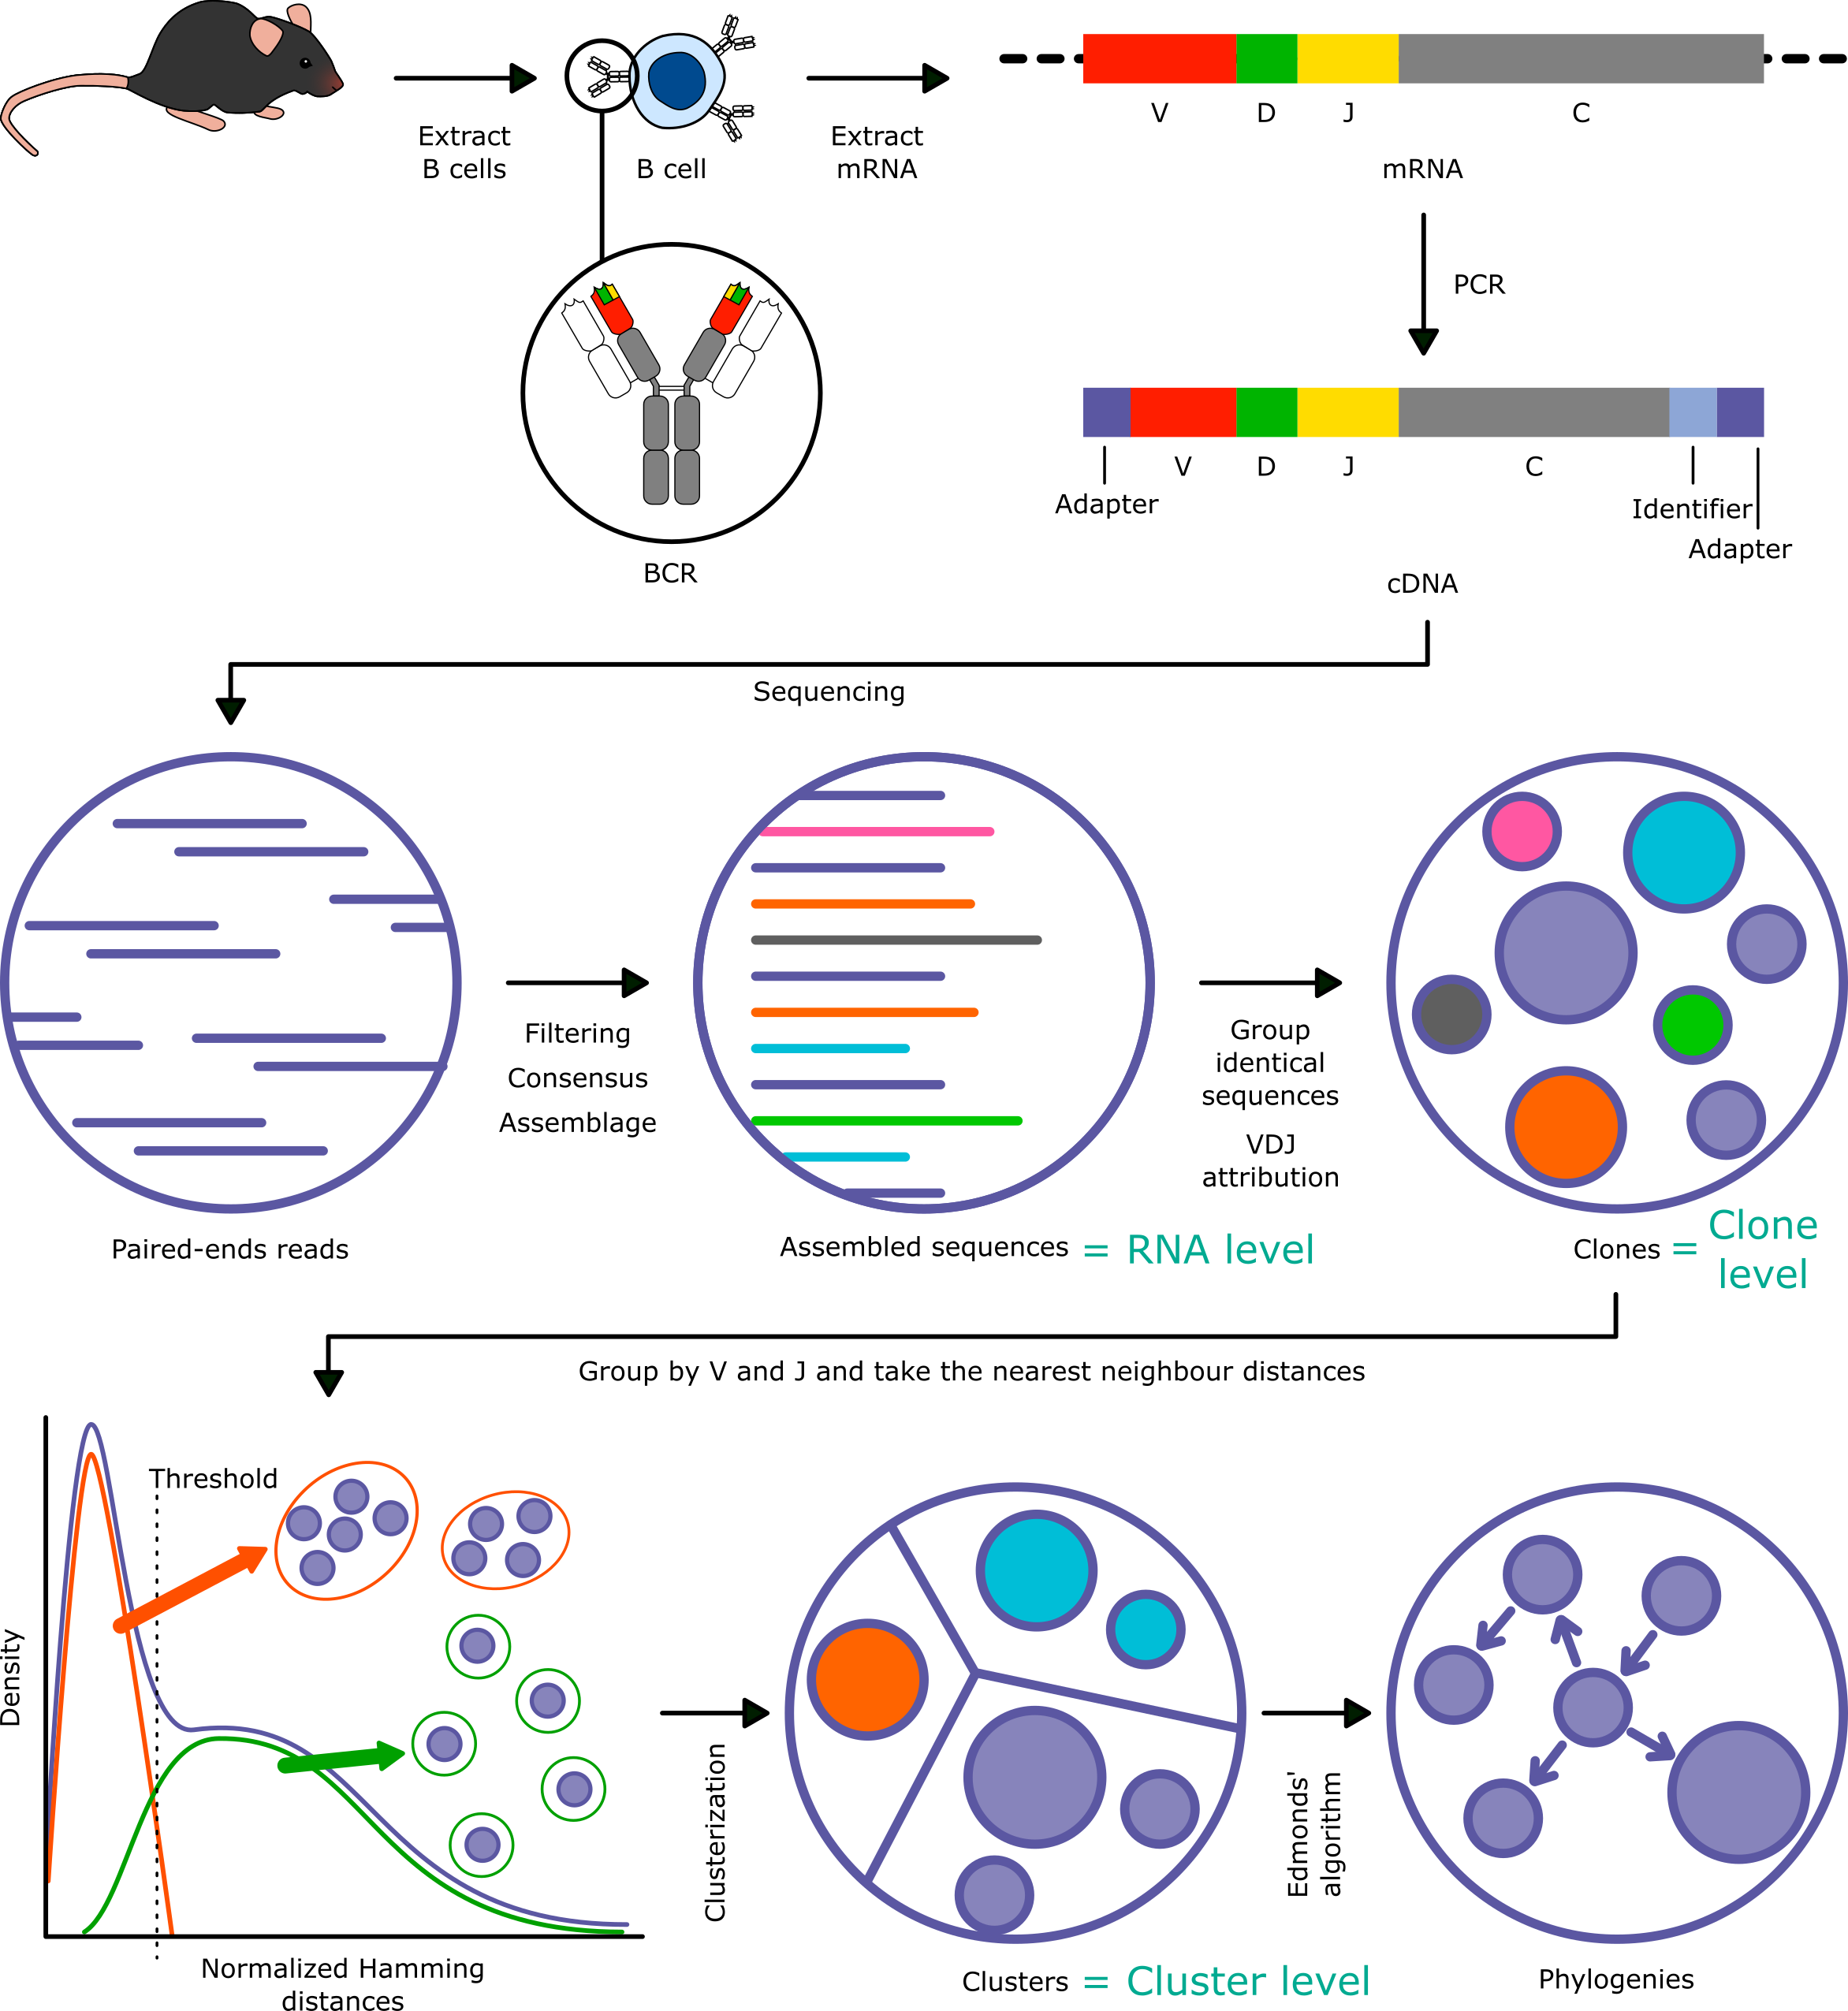 Extract
B cells
B cell
Extract
mRNA
V D J C
mRNA
PCR
BCR
V D J C
Adapter
Identifier
Adapter
cDNA
Sequencing
Filtering
Consensus
Assemblage
Group
identical
sequences
VDJ
attribution
Paired-ends reads
Assembled sequences = RNA level
Clones = Clone
level
Group by V and J and take the nearest neighbour distances
Threshold
Density
Normalized Hamming
distances
Clusterization
Clusters = Cluster level
Edmonds'
algorithm
Phylogenies